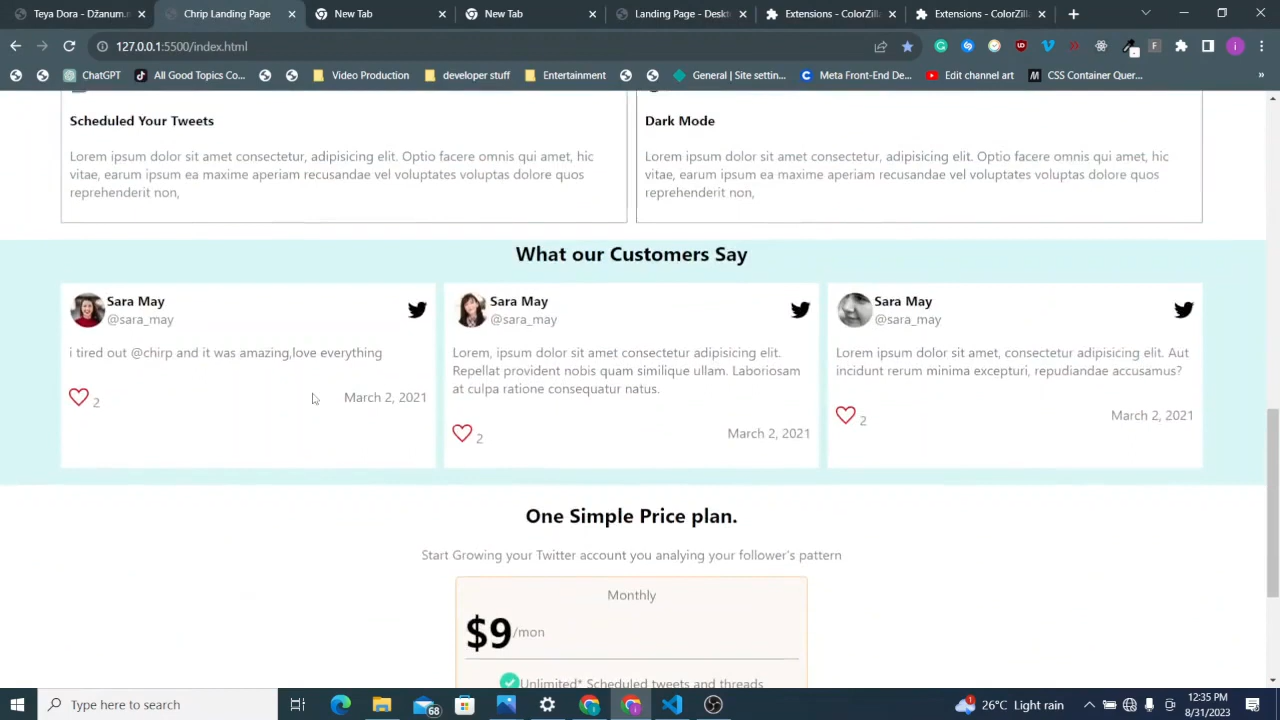 Teya Dora - Džanum.m
Chrip Landing Page
New Tab
New Tab
Landing Page - Deskt
Extensions - ColorZilla
Extensions - ColorZilla
127.0.0.1:5500/index.html
ChatGPT
All Good Topics Co...
Video Production
developer stuff
Entertainment
General | Site settin...
Meta Front-End De...
Edit channel art
CSS Container Quer...
»
Scheduled Your Tweets
Lorem ipsum dolor sit amet consectetur, adipisicing elit. Optio facere omnis qui amet, hic
vitae, earum ipsum ea maxime aperiam recusandae vel voluptates voluptas dolore quos
reprehenderit non,
Dark Mode
Lorem ipsum dolor sit amet consectetur, adipisicing elit. Optio facere omnis qui amet, hic
vitae, earum ipsum ea maxime aperiam recusandae vel voluptates voluptas dolore quos
reprehenderit non,
What our Customers Say
Sara May
@sara_may
i tired out @chirp and it was amazing,love everything
2
March 2, 2021
Sara May
@sara_may
Lorem, ipsum dolor sit amet consectetur adipisicing elit.
Repellat provident nobis quam similique ullam. Laboriosam
at culpa ratione consequatur natus.
2
March 2, 2021
Sara May
@sara_may
Lorem ipsum dolor sit amet, consectetur adipisicing elit. Aut
incidunt rerum minima excepturi, repudiandae accusamus?
2
March 2, 2021
One Simple Price plan.
Start Growing your Twitter account you analying your follower's pattern
Monthly
$9/mon
Unlimited* Scheduled tweets and threads
Type here to search
68
1
26°C Light rain
12:35 PM
8/31/2023